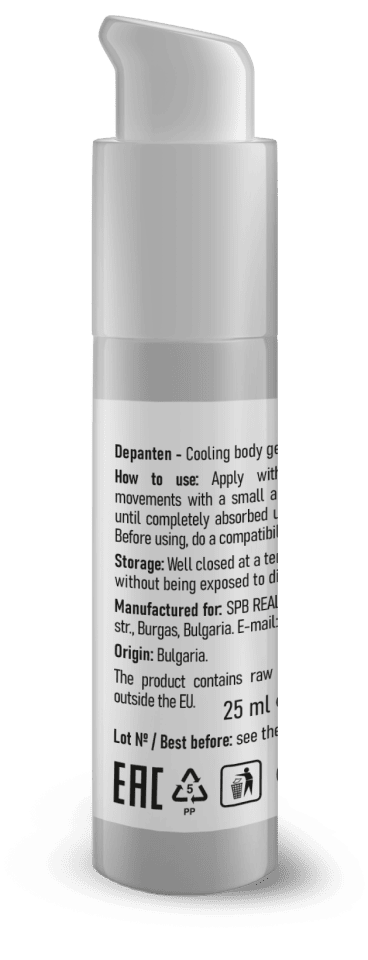 Depanten - Cooling body ge
How to use: Apply with
movements with a small a
until completely absorbed u
Before using, do a compatibil
Storage: Well closed at a te
without being exposed to di
Manufactured for: SPB REAL
str., Burgas, Bulgaria. E-mail:
Origin: Bulgaria.
The product contains raw
outside the EU.
25 ml
Lot Nº / Best before: see the
EAC
5
PP